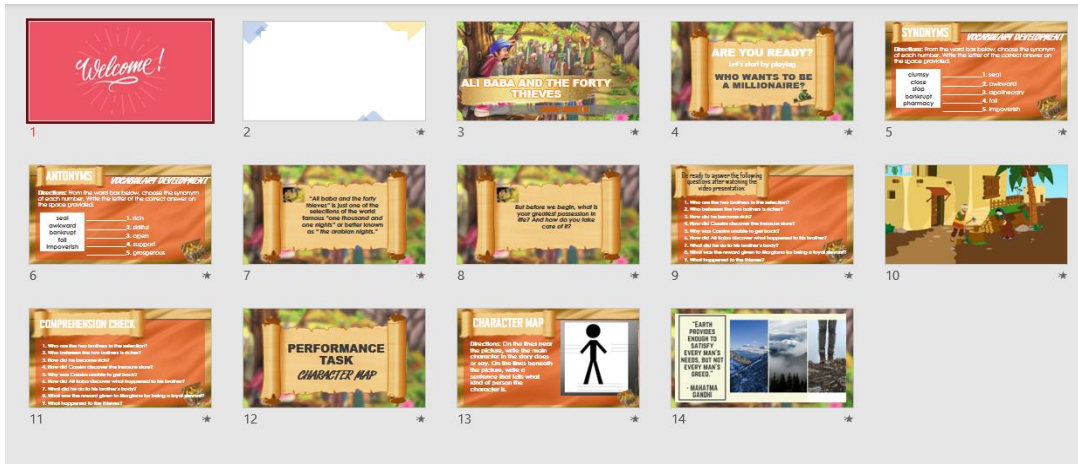 Welcome!
1
2
ALI BABA AND THE FORTY
THIEVES
3
ARE YOU READY?
Let's start by playing
WHO WANTS TO BE
A MILLIONAIRE?
4
SYNONYMS
VOCABULARY DEVELOPMENT
Directions: From the word box below, choose the synonym
of each number. Write the letter of the correct answer on
the space provided.
clumsy
close
stop
bankrupt
pharmacy
1. seal
2. awkward
3. apothecary
4. foil
5. impoverish
5
ANTONYMS
VOCABULARY DEVELOPMENT
Directions: From the word box below, choose the synonym
of each number. Write the letter of the correct answer on
the space provided.
seal
awkward
bankrupt
foil
impoverish
1. rich
2. skillful
3. open
4. support
5. prosperous
6
"Ali baba and the forty
thieves" is just one of the
selections of the world
famous "one thousand and
one nights" or better known
as "the arabian nights."
7
But before we begin, what is
your greatest possession in
life? And how do you take
care of it?
8
Be ready to answer the following
questions after watching the
video presentation:
1. Who are the two brothers in the selection?
2. Who between the two brothers is richer?
3. How did he become rich?
4. How did Cassim discover the treasure store?
5. Why was Cassim unable to get back?
6. How did Ali Baba discover what happened to his brother?
7. What did he do to his brother's body?
8. What was the reward given to Morgiana for being a loyal servant?
9. What happened to the thieves?
9
10
COMPREHENSION CHECK
1. Who are the two brothers in the selection?
2. Who between the two brothers is richer?
3. How did he become rich?
4. How did Cassim discover the treasure store?
5. Why was Cassim unable to get back?
6. How did Ali Baba discover what happened to his brother?
7. What did he do to his brother's body?
8. What was the reward given to Morgiana for being a loyal servant?
9. What happened to the thieves?
11
PERFORMANCE
TASK
CHARACTER MAP
12
CHARACTER MAP
Directions: On the lines near
the picture, write the main
character in the story does
or say. On the lines beneath
the picture, write a
sentence that tells what
kind of person the
character is.
13
"EARTH
PROVIDES
ENOUGH TO
SATISFY
EVERY MAN'S
NEEDS, BUT NOT
EVERY MAN'S
GREED."
- MAHATMA
GANDHI
14